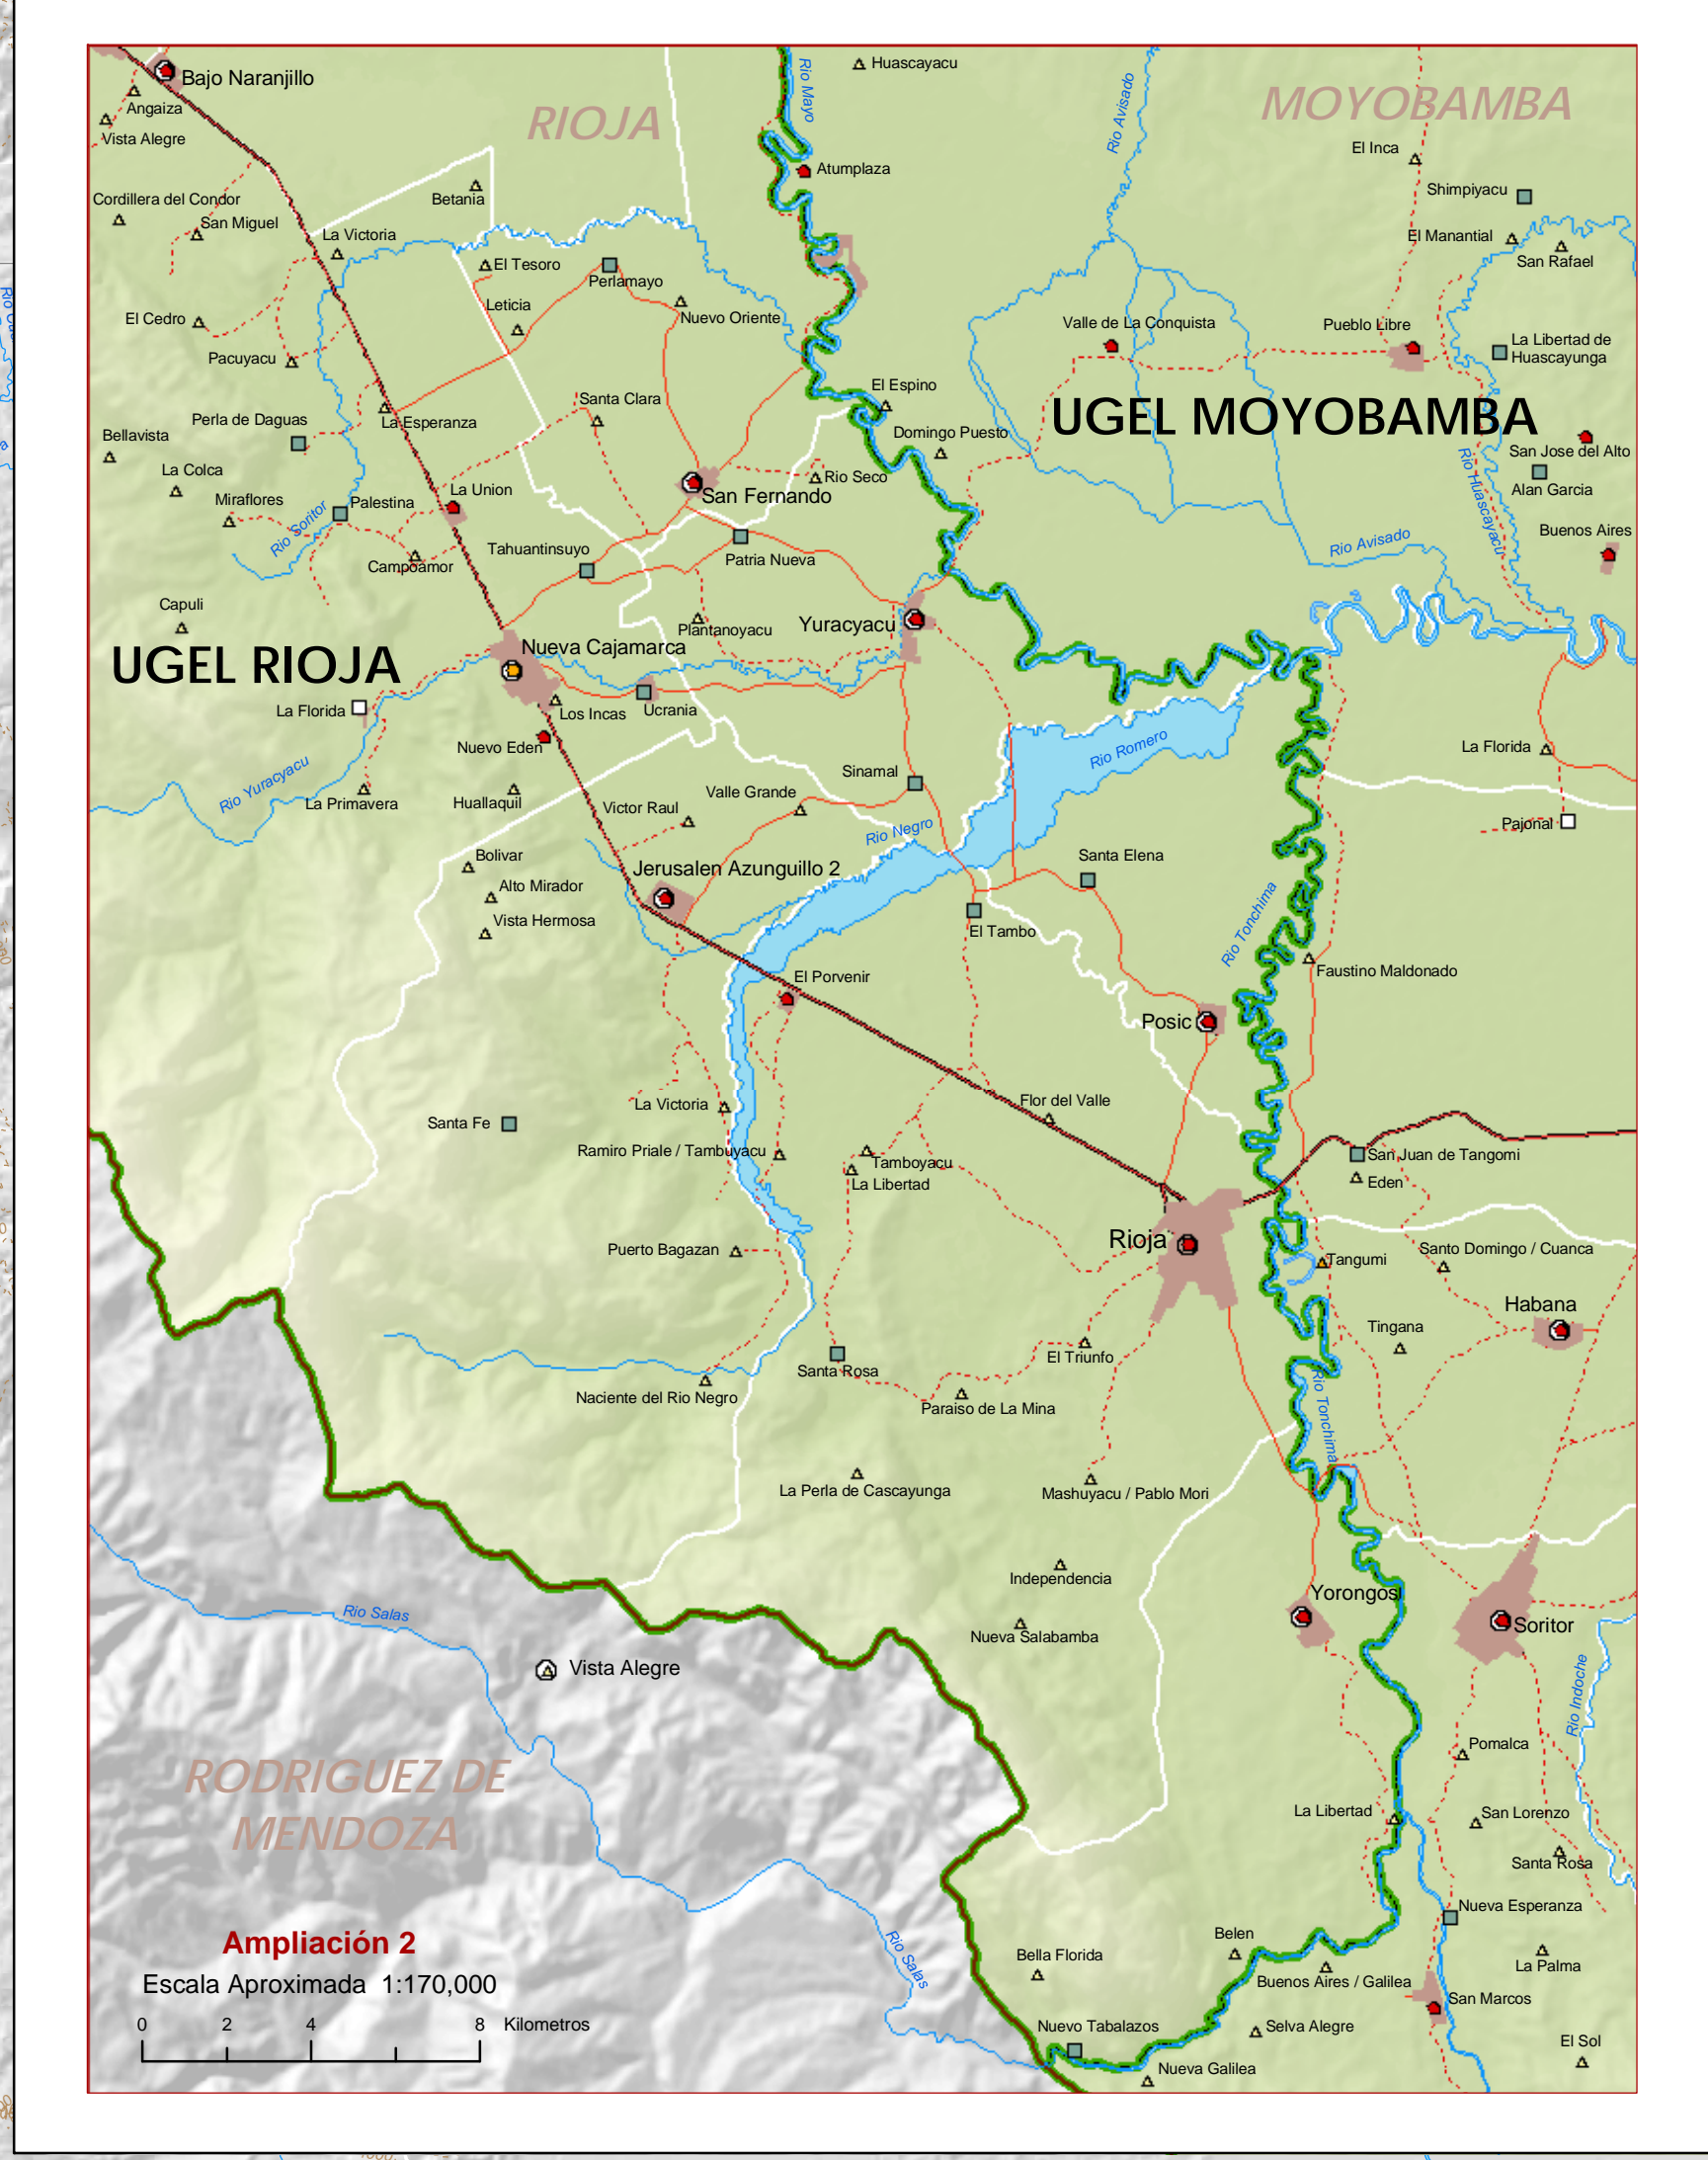 Bajo Naranjillo
Angaiza
Vista Alegre
RIOJA
Rio Mayo
Huascayacu
Rio Avisado
MOYOBAMBA
El Inca
Atumplaza
Shimpiyacu
Cordillera del Condor
San Miguel
Betania
La Victoria
El Manantial
San Rafael
El Tesoro
Perlamayo
Leticia
Nuevo Oriente
El Cedro
Valle de La Conquista
Pueblo Libre
La Libertad de
Huascayunga
Pacuyacu
El Espino
Santa Clara
UGEL MOYOBAMBA
Perla de Daguas
La Esperanza
Domingo Puesto
Bellavista
San Jose del Alto
La Colca
Rio Seco
Alan Garcia
Miraflores
Palestina
La Union
San Fernando
Rio Huascayacu
Rio Soritor
Buenos Aires
Tahuantinsuyo
Patria Nueva
Rio Avisado
Campoamor
Capuli
Plantanoyacu
Yuracyacu
UGEL RIOJA
Nueva Cajamarca
La Florida
Los Incas
Ucrania
Nuevo Eden
Rio Romero
La Florida
Rio Yuracyacu
La Primavera
Huallaquil
Sinamal
Valle Grande
Victor Raul
Rio Negro
Pajonal
Bolivar
Jerusalen Azunguillo 2
Santa Elena
Alto Mirador
Vista Hermosa
El Tambo
Rio Tonchima
Faustino Maldonado
El Porvenir
Posic
La Victoria
Flor del Valle
Santa Fe
Ramiro Priale / Tambuyacu
Tamboyacu
La Libertad
San Juan de Tangomi
Eden
Puerto Bagazan
Rioja
Tangumi
Santo Domingo / Cuanca
Habana
Tingana
Santa Rosa
El Triunfo
Naciente del Rio Negro
Paraiso de La Mina
Rio Tonchima
La Perla de Cascayunga
Mashuyacu / Pablo Mori
Independencia
Yorongos
Rio Salas
Nueva Salabamba
Soritor
Vista Alegre
Rio Indoche
Pomalca
RODRIGUEZ DE
MENDOZA
La Libertad
San Lorenzo
Santa Rosa
Nueva Esperanza
Ampliación 2
Rio Salas
Belen
Bella Florida
La Palma
Escala Aproximada 1:170,000
Buenos Aires / Galilea
San Marcos
0 2 4 8 Kilometros
Nuevo Tabalazos
Selva Alegre
El Sol
Nueva Galilea